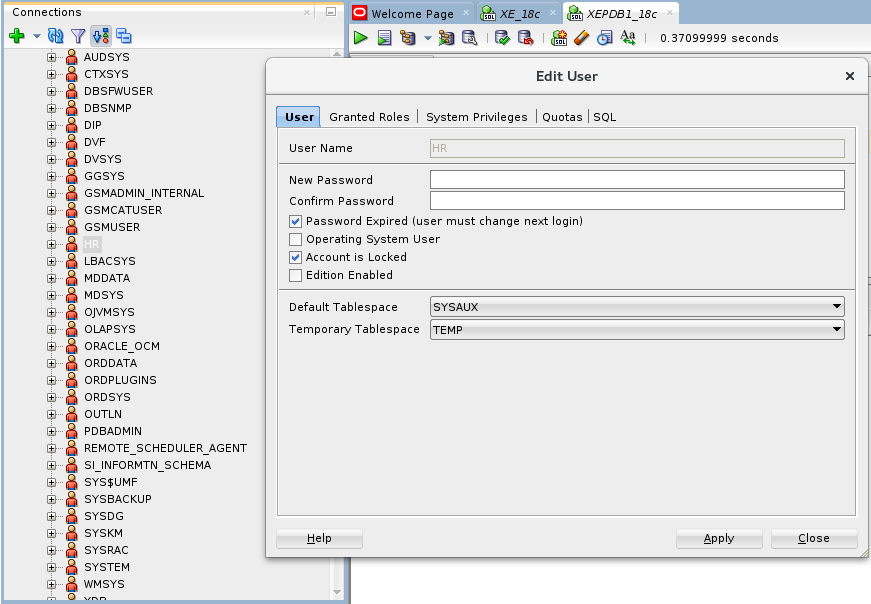 Connections
Welcome Page
XE_18c
XEPDB1_18c
0.37099999 seconds
AUDSYS
CTXSYS
DBSFWUSER
DBSNMP
DIP
DVF
DVSYS
GGSYS
GSMADMIN_INTERNAL
GSMCATUSER
GSMUSER
HR
LBACSYS
MDDATA
MDSYS
OJVMSYS
OLAPSYS
ORACLE_OCM
ORDDATA
ORDPLUGINS
ORDSYS
OUTLN
PDBADMIN
REMOTE_SCHEDULER_AGENT
SI_INFORMTN_SCHEMA
SYS$UMF
SYSBACKUP
SYSDG
SYSKM
SYSRAC
SYSTEM
WMSYS
XDB
Edit User
User Granted Roles System Privileges Quotas SQL
User Name HR
New Password
Confirm Password
Password Expired (user must change next login)
Operating System User
Account is Locked
Edition Enabled
Default Tablespace SYSAUX
Temporary Tablespace TEMP
Help Apply Close